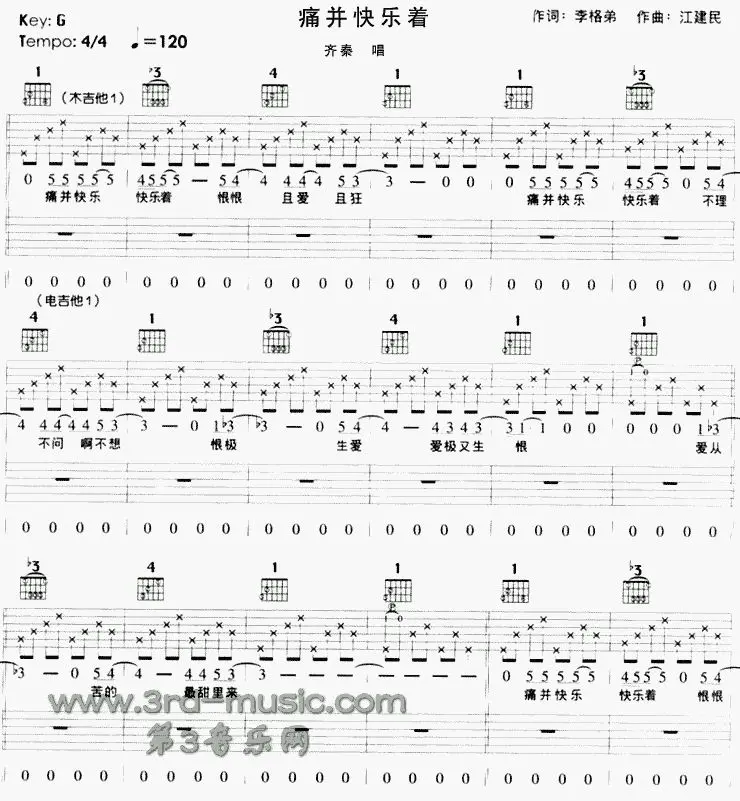 痛并快乐着
Key: G
作词：李格弟 作曲：江建民
Tempo: 4/4 ♩=120
齐秦 唱
1 ♭3 4 1 1 ♭3
（木吉他1）
0 5 5 5 5 5 4 5 5 5 — 5 4 4 4 4 4 5 4 3 — 0 0 0 5 5 5 5 5 4 5 5 5 0 5 4
痛并快乐 快乐着 恨恨 且爱 且狂 痛并快乐 快乐着 不理
0 0 0 0 0 0 0 0 0 0 0 0 0 0 0 0 0 0 0 0 0 0 0 0
（电吉他1）
4 1 ♭3 4 1 1
P
1 0
4 4 4 4 4 5 3 3 — 0 1 ♭3 ♭3 — 0 5 4 4 — 4 3 4 3 3 1 1 0 0 0 0 0 1 ♭3
不问 啊不想 恨极 生爱 爱极又生 恨 爱从
0 0 0 0 0 0 0 0 0 0 0 0 0 0 0 0 0 0 0 0 0 0 0 0
♭3 4 1 1 1 ♭3
P
1 0
♭3 — 0 5 4 4 — 4 3 4 3 — — — — — — — 0 5 5 5 5 5 4 5 5 5 — 5 4
苦的 最甜里来 痛并快乐 快乐着 恨恨
www.3rd-music.com
第3音乐网
0 0 0 0 0 0 0 0 0 0 0 0 0 0 0 0 0 0 0 0 0 0 0 0